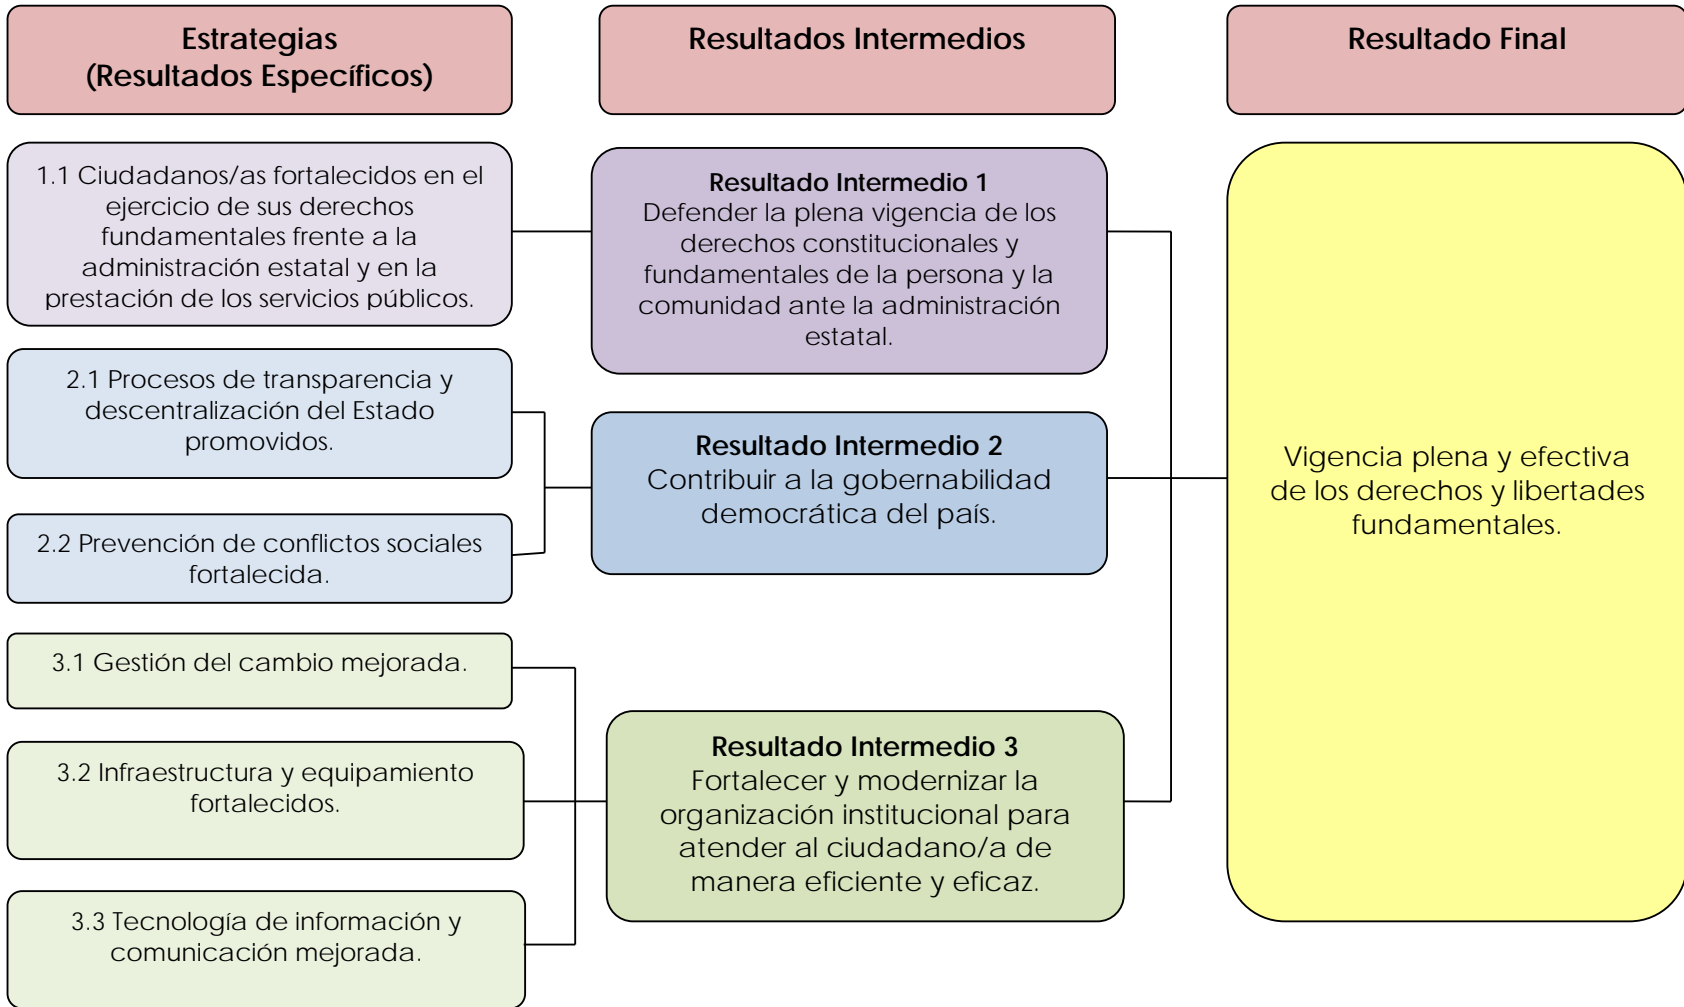 Estrategias
(Resultados Específicos)
Resultados Intermedios
Resultado Final
1.1 Ciudadanos/as fortalecidos en el
ejercicio de sus derechos
fundamentales frente a la
administración estatal y en la
prestación de los servicios públicos.
Resultado Intermedio 1
Defender la plena vigencia de los
derechos constitucionales y
fundamentales de la persona y la
comunidad ante la administración
estatal.
2.1 Procesos de transparencia y
descentralización del Estado
promovidos.
2.2 Prevención de conflictos sociales
fortalecida.
Resultado Intermedio 2
Contribuir a la gobernabilidad
democrática del país.
3.1 Gestión del cambio mejorada.
3.2 Infraestructura y equipamiento
fortalecidos.
3.3 Tecnología de información y
comunicación mejorada.
Resultado Intermedio 3
Fortalecer y modernizar la
organización institucional para
atender al ciudadano/a de
manera eficiente y eficaz.
Vigencia plena y efectiva
de los derechos y libertades
fundamentales.